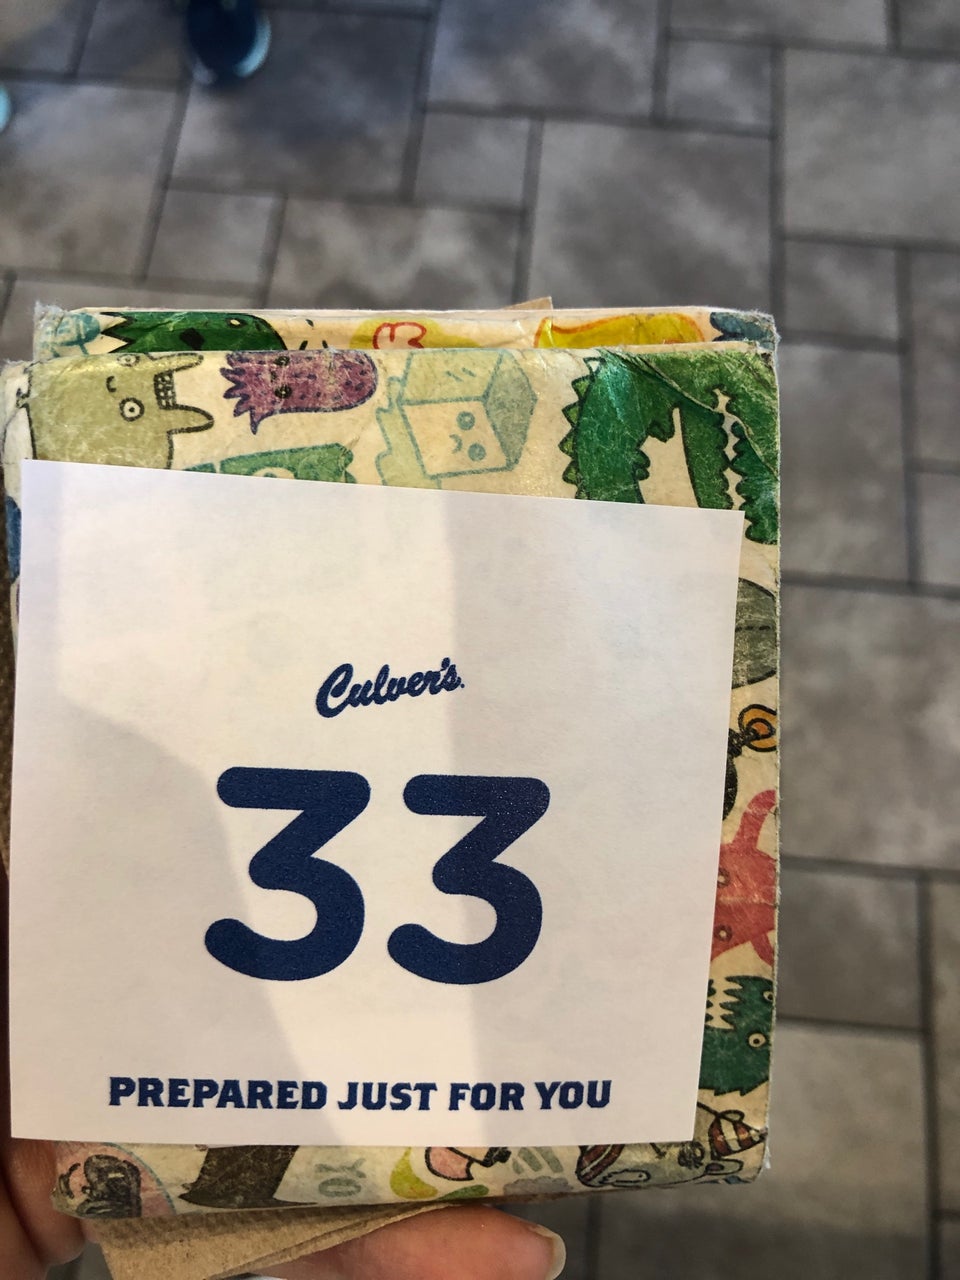 Culver's.
33
PREPARED JUST FOR YOU